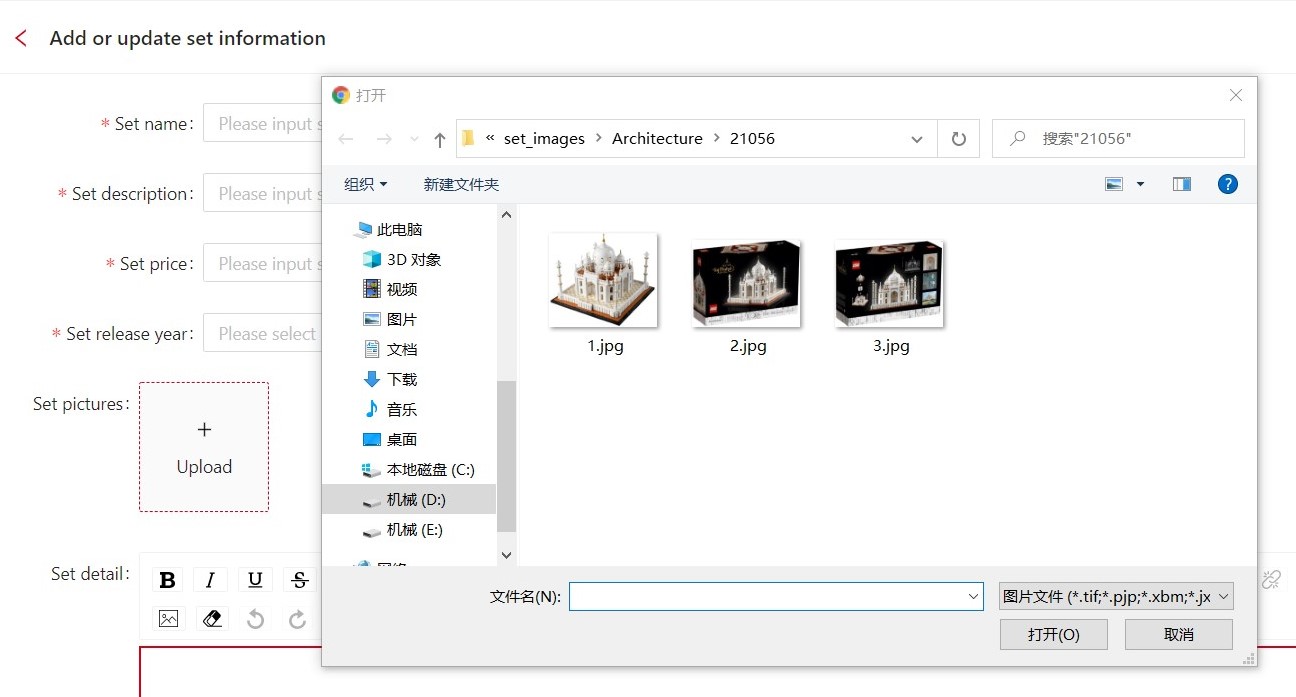 Add or update set information
* Set name:
Please input s
* Set description:
Please input s
* Set price:
Please input s
* Set release year:
Please select
Set pictures:
+
Upload
Set detail:
B I U S
打开
« set_images > Architecture > 21056
搜索"21056"
组织
新建文件夹
?
此电脑
3D 对象
视频
图片
文档
下载
音乐
桌面
本地磁盘 (C:)
机械 (D:)
机械 (E:)
网络
1.jpg
2.jpg
3.jpg
文件名(N):
图片文件 (*.tif;*.pjp;*.xbm;*.jx
打开(O)
取消